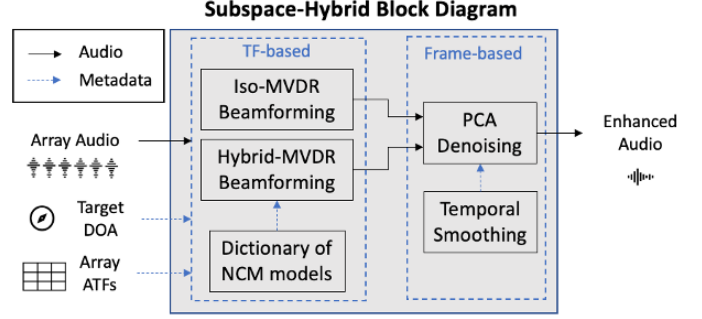 Subspace-Hybrid Block Diagram
Audio
Metadata
Array Audio
Target
DOA
Array
ATFs
TF-based
Iso-MVDR
Beamforming
Hybrid-MVDR
Beamforming
Dictionary of
NCM models
Frame-based
PCA
Denoising
Temporal
Smoothing
Enhanced
Audio